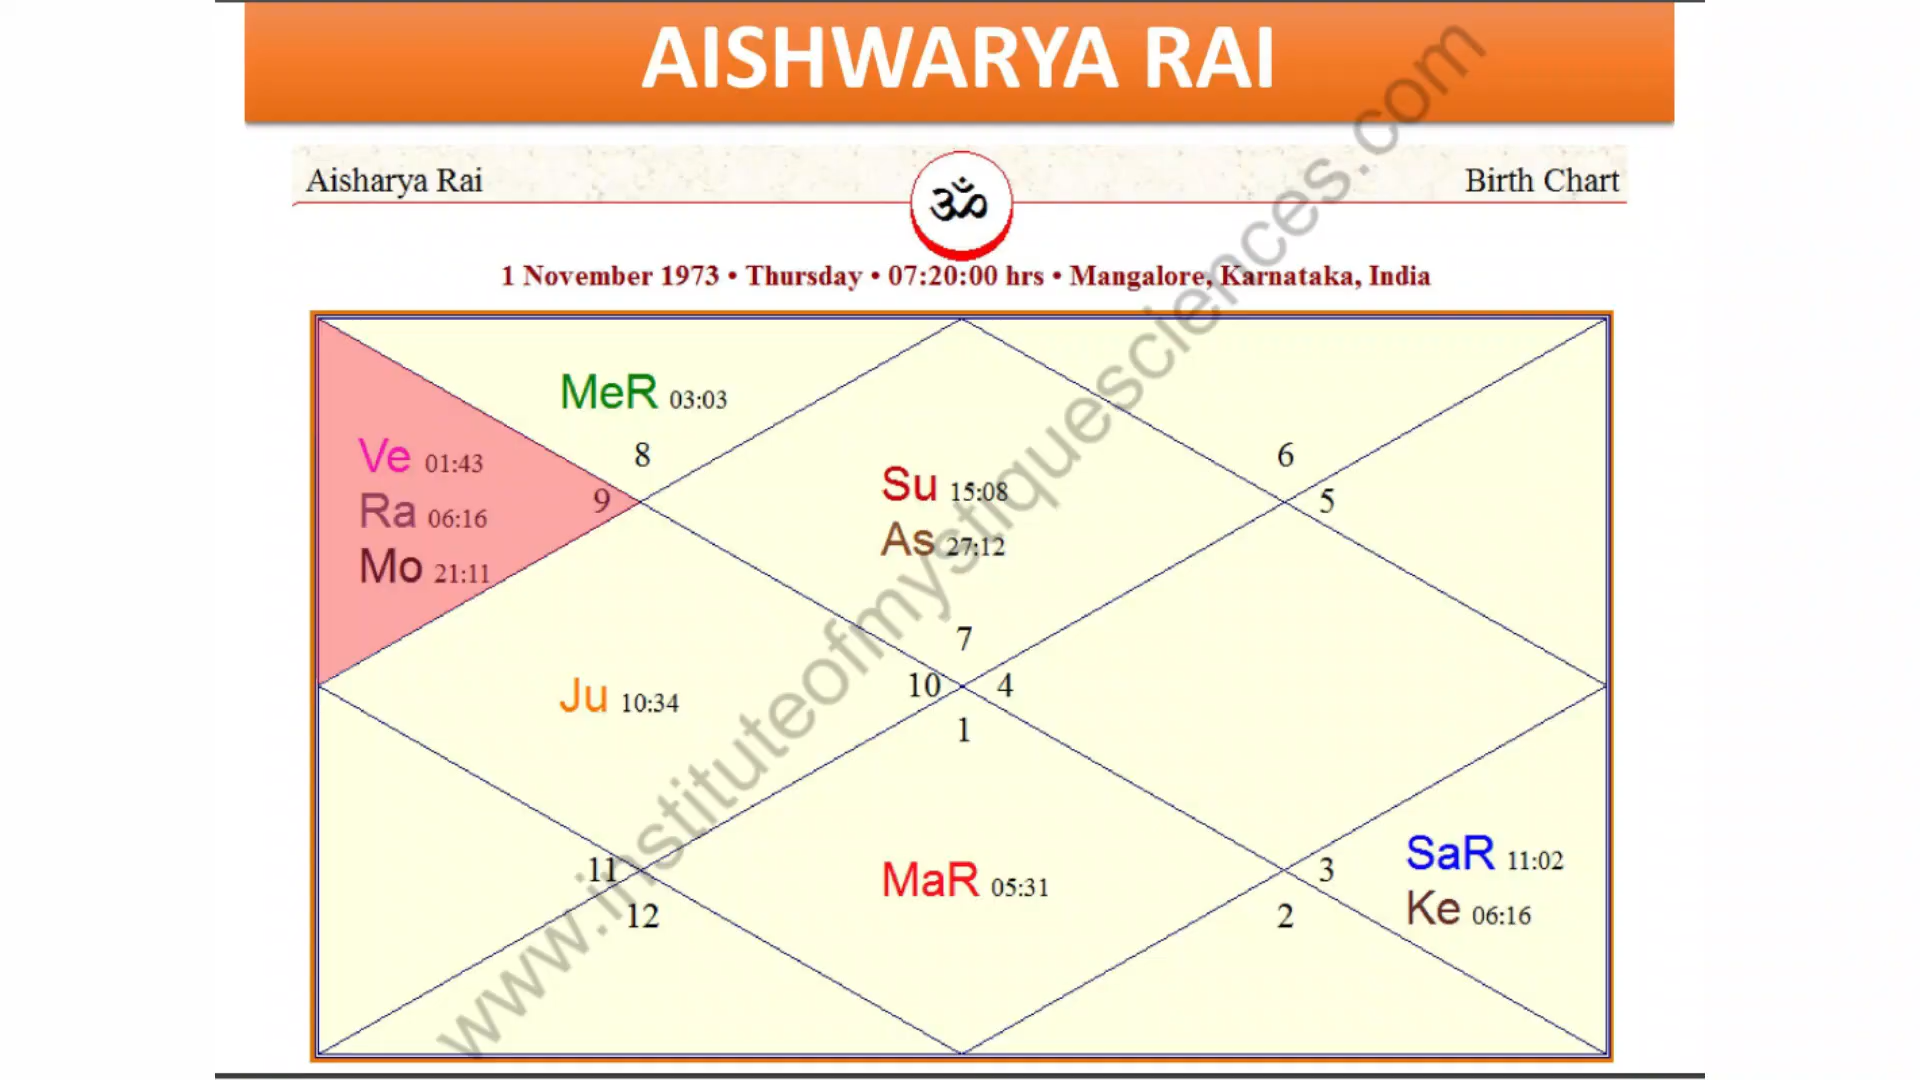 AISHWARYA RAI
Aisharya Rai
ॐ
Birth Chart
1 November 1973 • Thursday • 07:20:00 hrs • Mangalore, Karnataka, India
MeR 03:03
8
6
Ve 01:43
Ra 06:16
Mo 21:11
9
Su 15:08
As 27:12
5
7
Ju 10:34
10
4
1
11
12
MaR 05:31
3
2
SaR 11:02
Ke 06:16
www.instituteofmystiquesciences.com